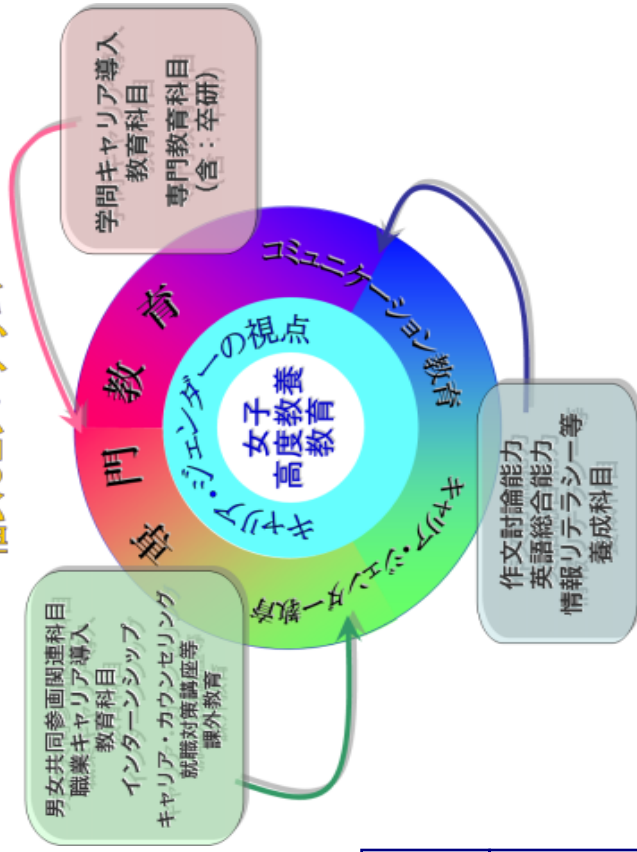 学問キャリア導入
教育科目
専門教育科目
(含：卒研)
専門教育
コミュニケーション教育
キャリア・ジェンダー教育
キャリア・ジェンダーの視点
女子
高度教養
教育
男女共同参画関連科目
職業キャリア導入
教育科目
インターンシップ
キャリア・カウンセリング
就職対策講座等
課外教育
作文討論能力
英語総合能力
情報リテラシー等
養成科目